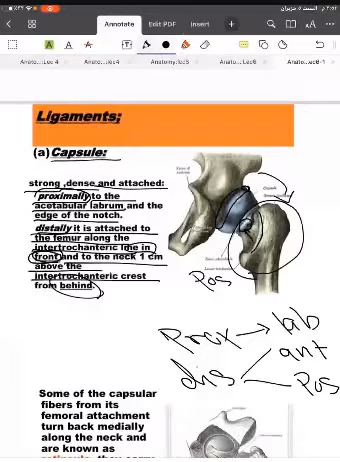 Annotate Edit PDF Insert
Anato...Lec 4 Anato...lec4 Anatomy:lec5 Anato...Lec6 Anato...ec6-1
Ligaments;
(a)Capsule:
strong ,dense and attached:
proximally to the
acetabular labrum and the
edge of the notch.
distally it is attached to
the femur along the
intertrochanteric line in
front and to the neck 1 cm
above the
intertrochanteric crest
from behind.
Capsule
Pos
Prox → lab
dis ant
Pos
Some of the capsular
fibers from its
femoral attachment
turn back medially
along the neck and
are known as